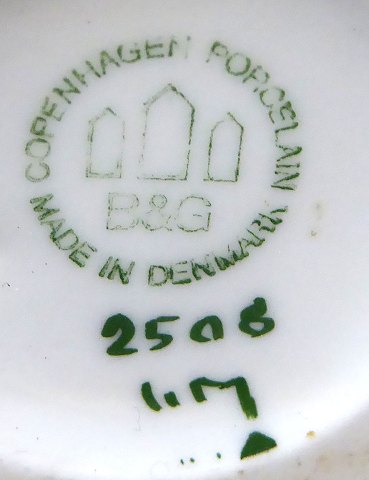 COPENHAGEN PORCELAIN
B&G
MADE IN DENMARK
2508